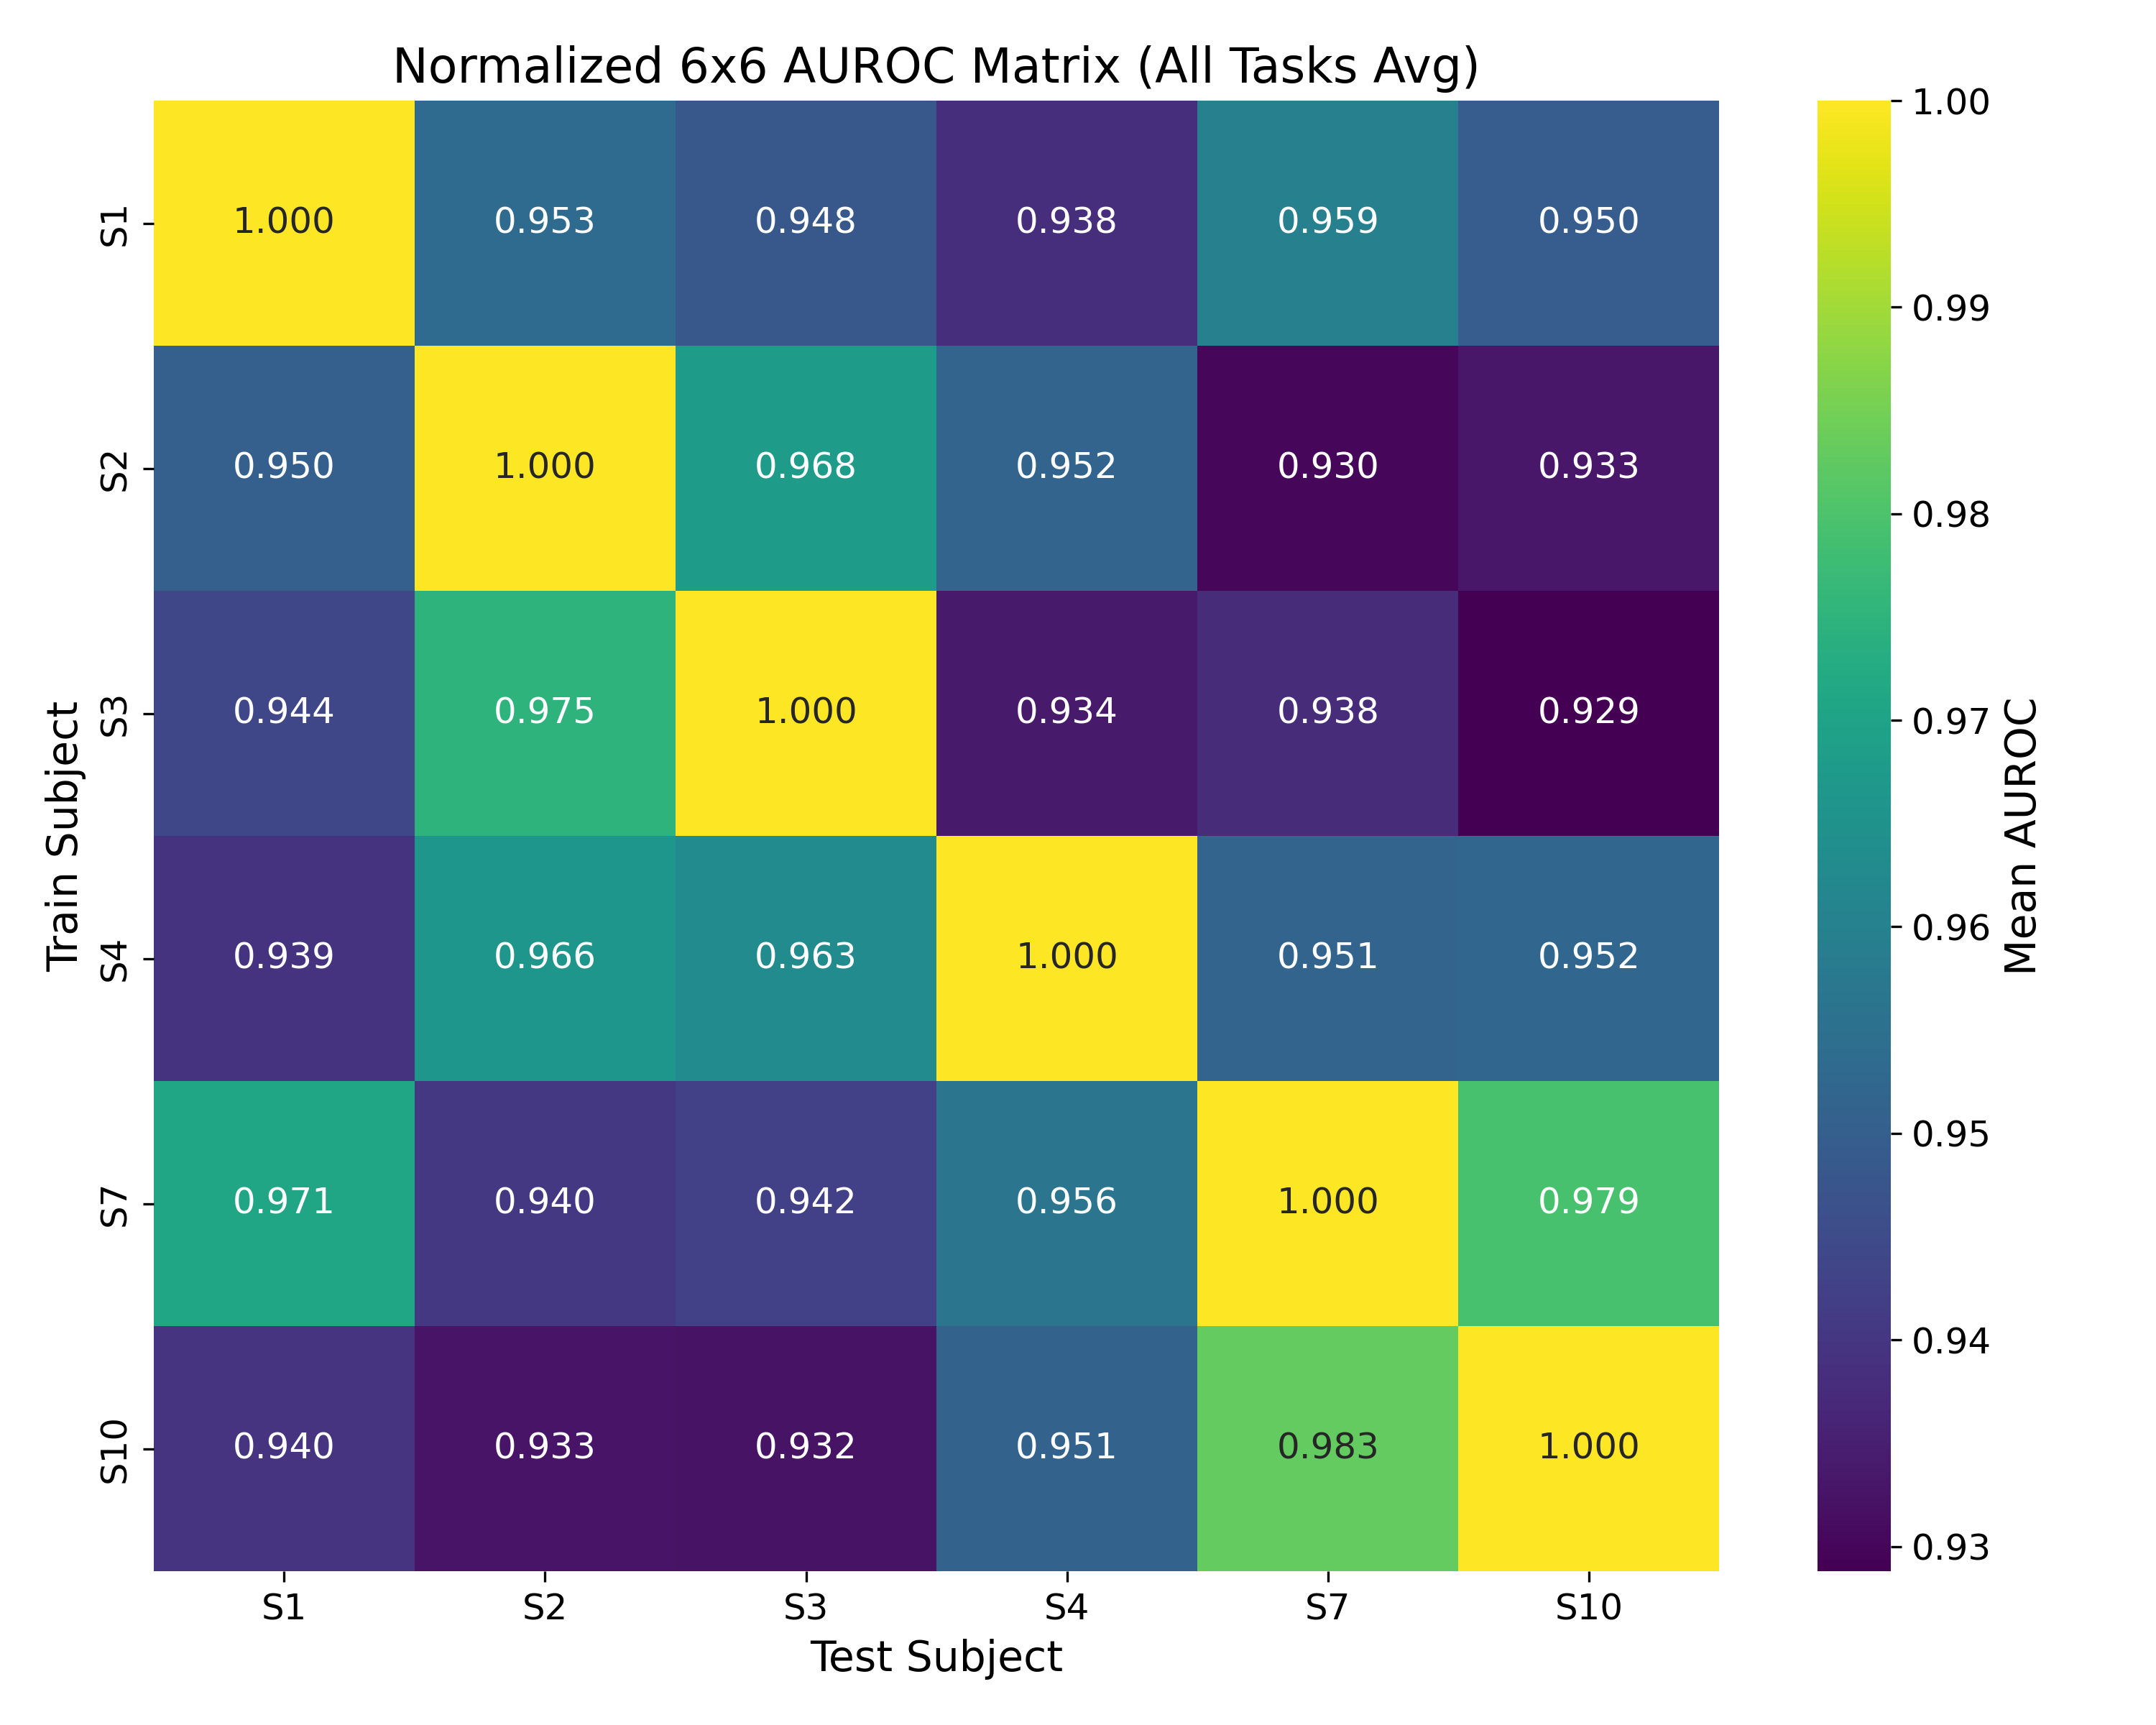 Normalized 6x6 AUROC Matrix (All Tasks Avg)
S1 1.000 0.953 0.948 0.938 0.959 0.950
S2 0.950 1.000 0.968 0.952 0.930 0.933
S3 0.944 0.975 1.000 0.934 0.938 0.929
S4 0.939 0.966 0.963 1.000 0.951 0.952
S7 0.971 0.940 0.942 0.956 1.000 0.979
S10 0.940 0.933 0.932 0.951 0.983 1.000
S1 S2 S3 S4 S7 S10
Test Subject
Train Subject
1.00
0.99
0.98
0.97
0.96
0.95
0.94
0.93
Mean AUROC